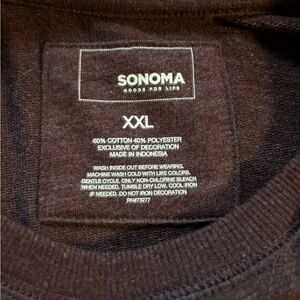 SONOMA
GOODS FOR LIFE
XXL
60% COTTON 40% POLYESTER
EXCLUSIVE OF DECORATION
MADE IN INDONESIA
WASH INSIDE OUT BEFORE WEARING.
MACHINE WASH COLD WITH LIKE COLORS,
GENTLE CYCLE. ONLY NON-CHLORINE BLEACH
WHEN NEEDED. TUMBLE DRY LOW. COOL IRON
IF NEEDED. DO NOT IRON DECORATION
RN#73277